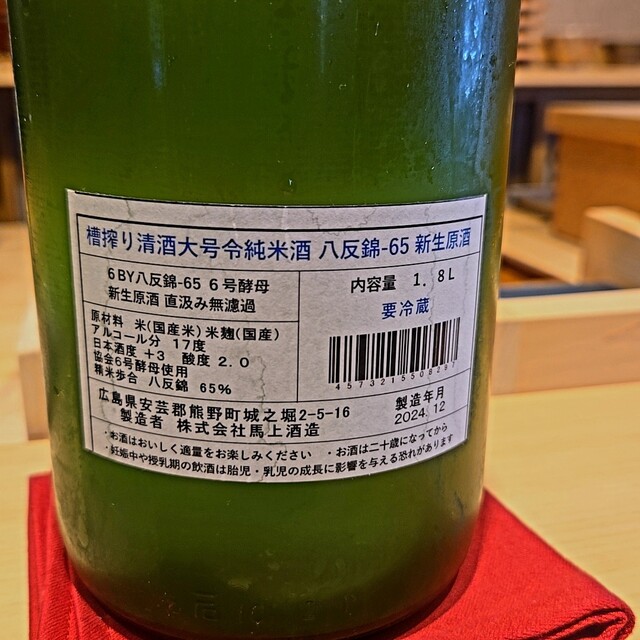 槽搾り清酒大号令純米酒 八反錦-65 新生原酒
6BY八反錦-65 6号酵母
新生原酒 直汲み無濾過
内容量 1.8L
要冷蔵
原材料 米(国産米)米麹(国産)
アルコール分 17度
日本酒度 +3 酸度 2.0
協会6号酵母使用
精米歩合 八反錦 65%
広島県安芸郡熊野町城之堀2-5-16
製造者 株式会社馬上酒造
製造年月
2024.12
・お酒はおいしく適量をお楽しみください ・お酒は二十歳になってから
・妊娠中や授乳期の飲酒は胎児・乳児の成長に影響を与える恐れがあります